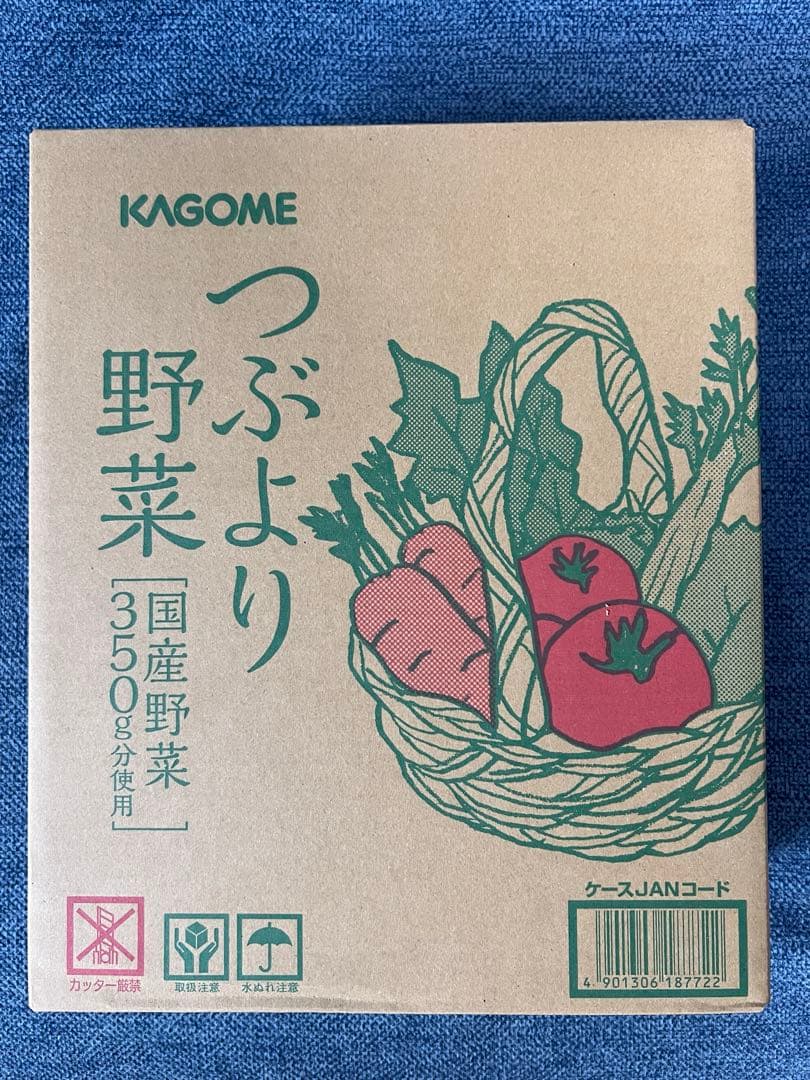 KAGOME
つぶより
野菜
[国産野菜
350g分使用]
カッター厳禁
取扱注意
水ぬれ注意
ケースJANコード
4 901306 187722